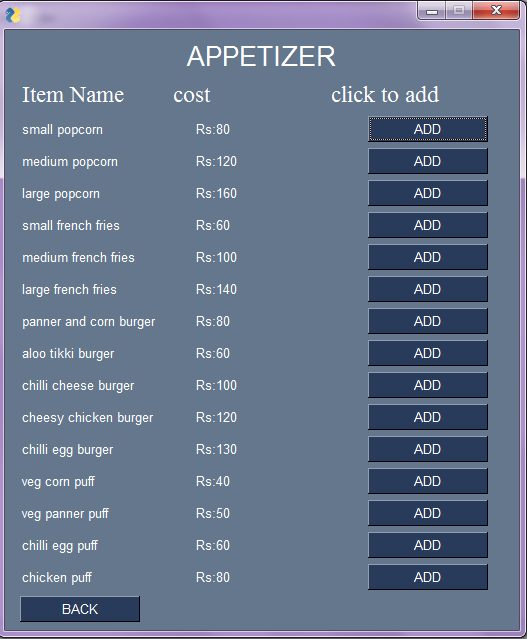 APPETIZER
Item Name cost click to add
small popcorn Rs:80 ADD
medium popcorn Rs:120 ADD
large popcorn Rs:160 ADD
small french fries Rs:60 ADD
medium french fries Rs:100 ADD
large french fries Rs:140 ADD
panner and corn burger Rs:80 ADD
aloo tikki burger Rs:60 ADD
chilli cheese burger Rs:100 ADD
cheesy chicken burger Rs:120 ADD
chilli egg burger Rs:130 ADD
veg corn puff Rs:40 ADD
veg panner puff Rs:50 ADD
chilli egg puff Rs:60 ADD
chicken puff Rs:80 ADD
BACK